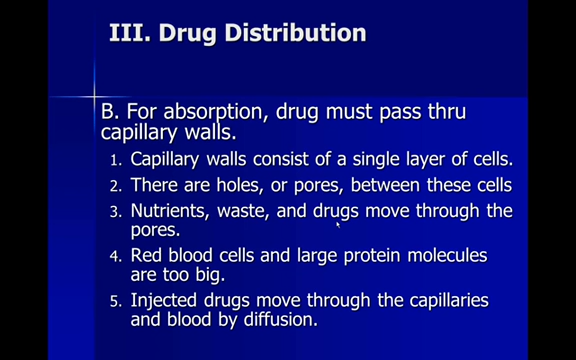 III. Drug Distribution
B. For absorption, drug must pass thru
capillary walls.
1. Capillary walls consist of a single layer of cells.
2. There are holes, or pores, between these cells
3. Nutrients, waste, and drugs move through the
pores.
4. Red blood cells and large protein molecules
are too big.
5. Injected drugs move through the capillaries
and blood by diffusion.